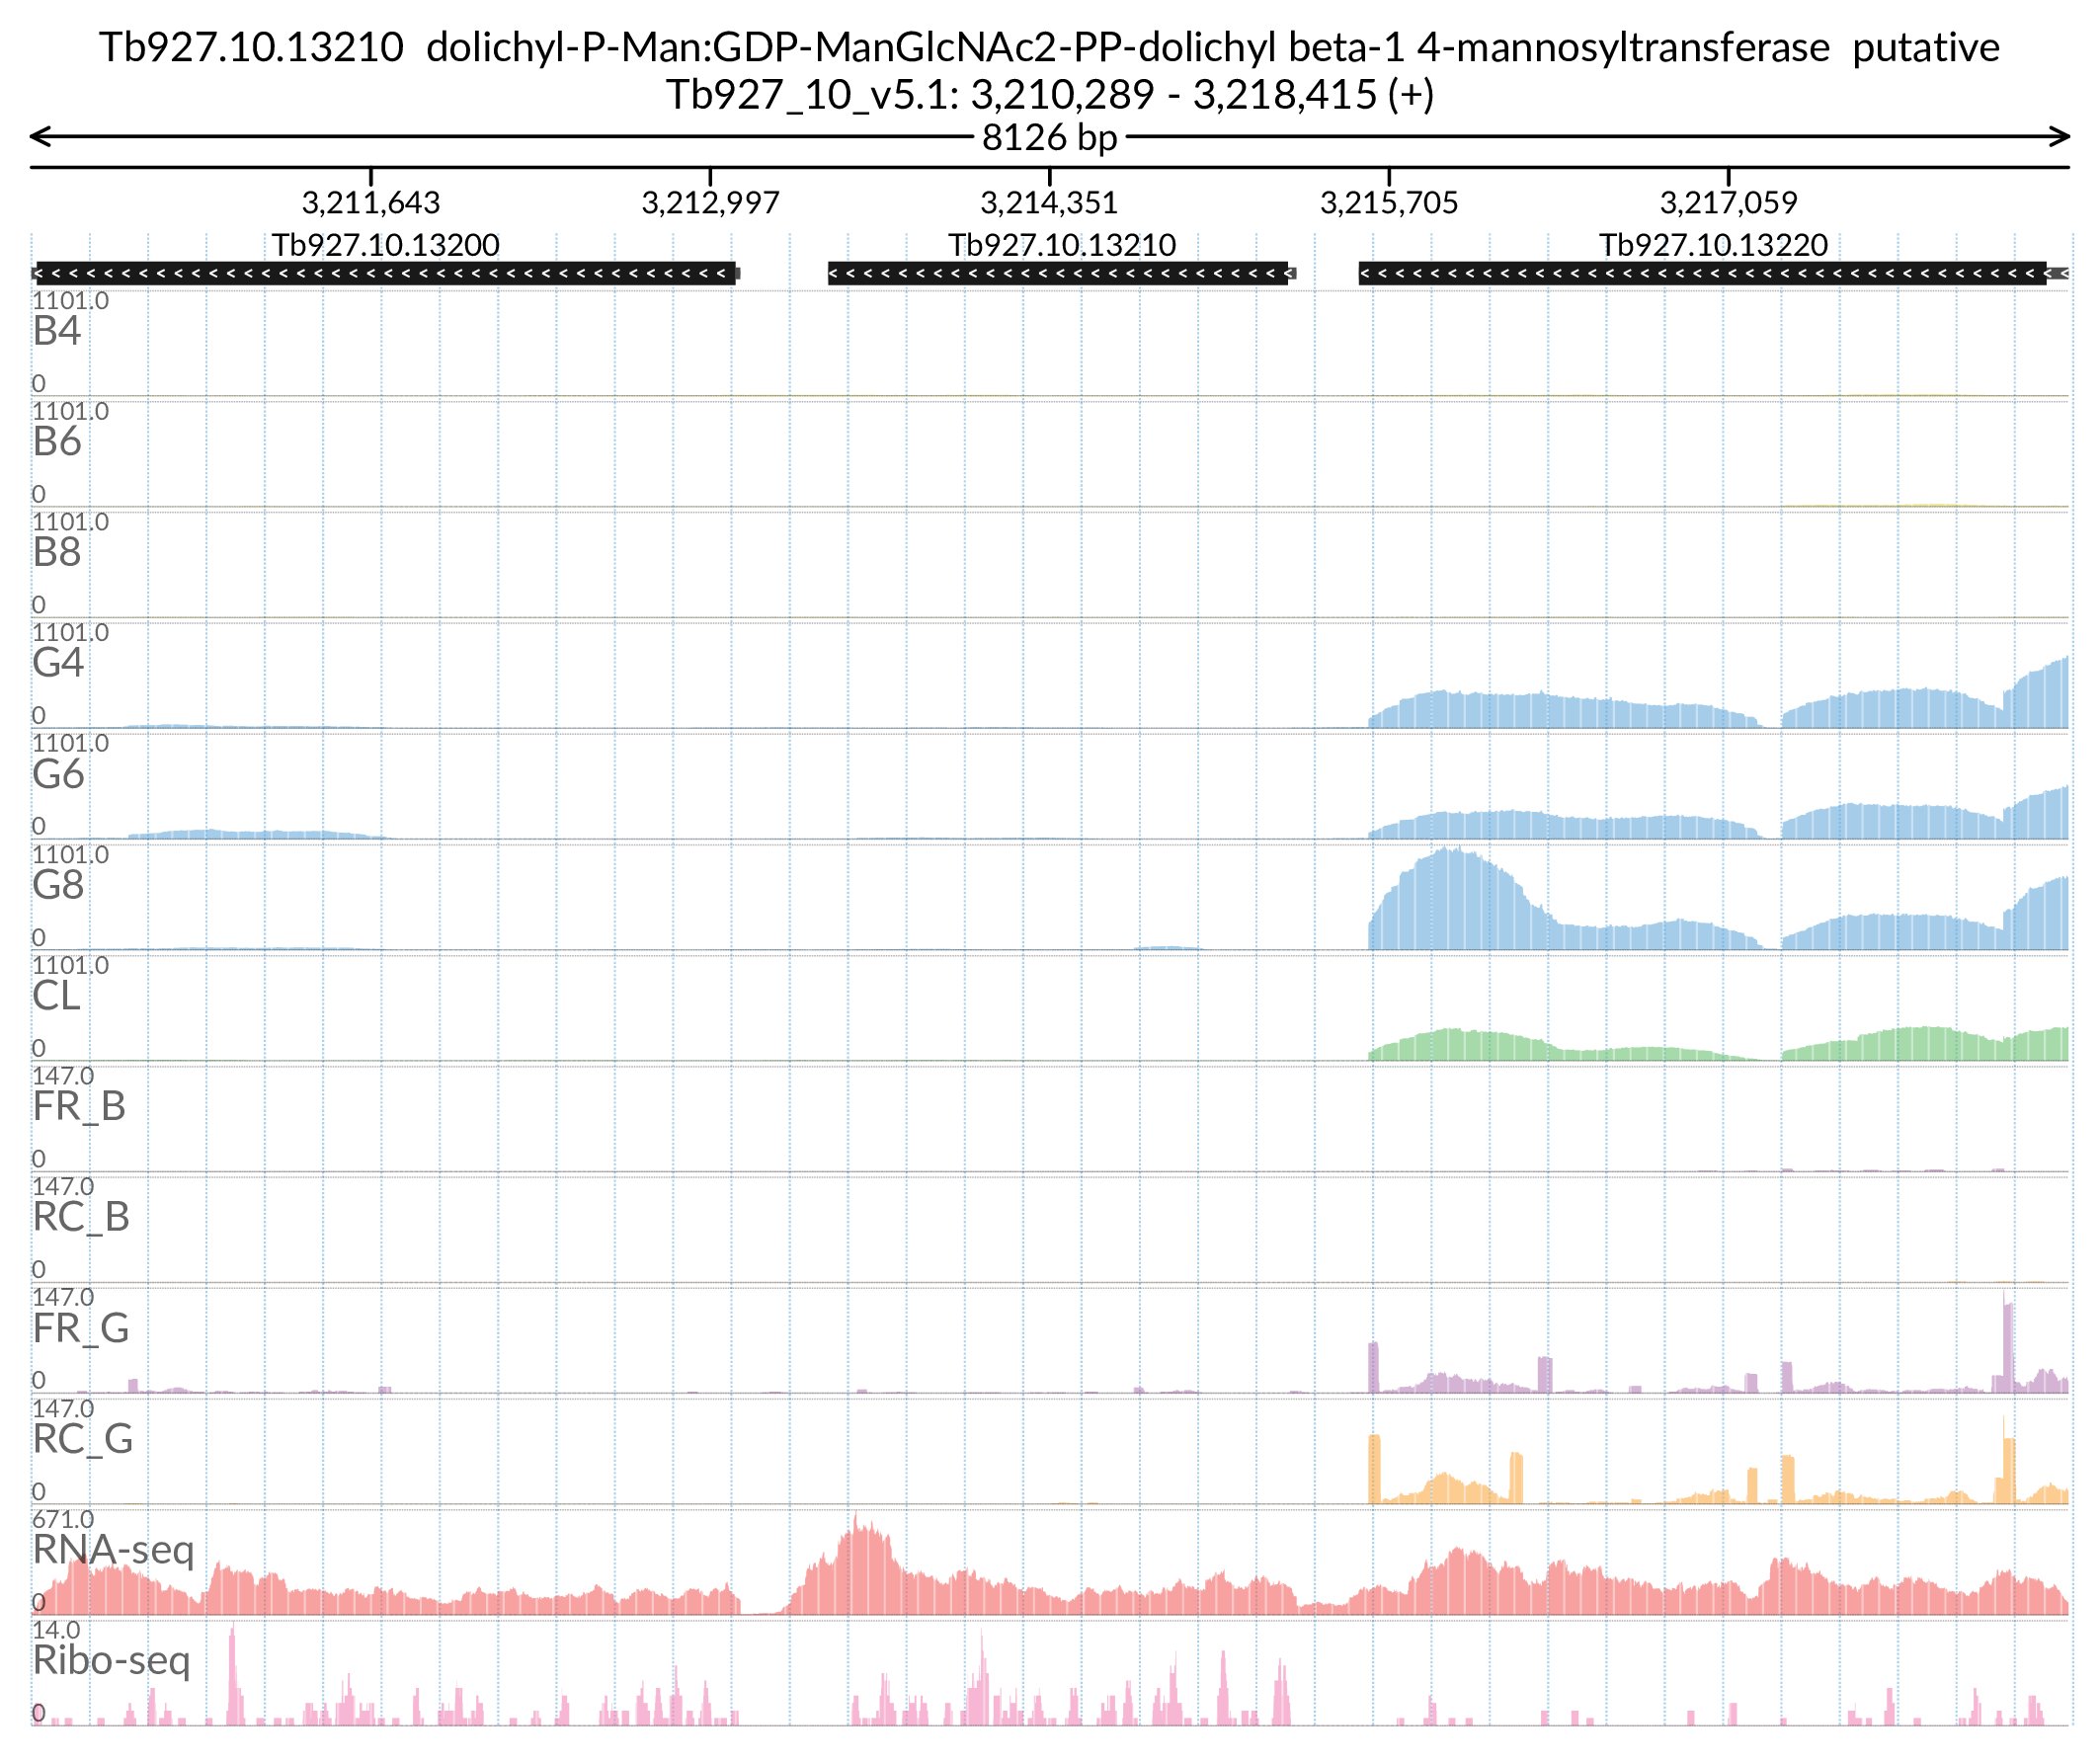 Tb927.10.13210  dolichyl-P-Man:GDP-ManGlcNAc2-PP-dolichyl beta-1 4-mannosyltransferase  putative
Tb927_10_v5.1: 3,210,289 - 3,218,415 (+)
8126 bp
3,211,643 3,212,997 3,214,351 3,215,705 3,217,059
Tb927.10.13200 Tb927.10.13210 Tb927.10.13220
1101.0
B4
0
1101.0
B6
0
1101.0
B8
0
1101.0
G4
0
1101.0
G6
0
1101.0
G8
0
1101.0
CL
0
147.0
FR_B
0
147.0
RC_B
0
147.0
FR_G
0
147.0
RC_G
0
671.0
RNA-seq
0
14.0
Ribo-seq
0